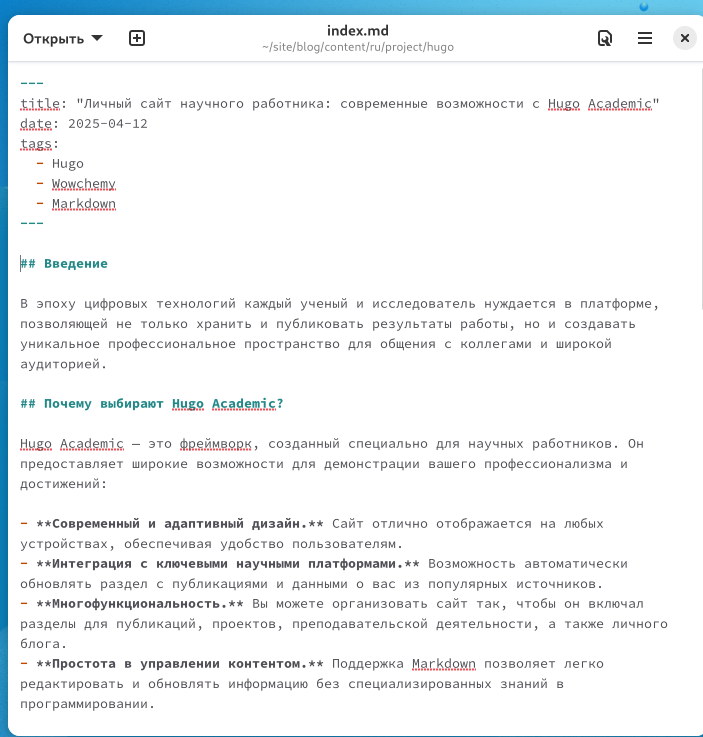 Открыть
index.md
~/site/blog/content/ru/project/hugo
---
title: "Личный сайт научного работника: современные возможности с Hugo Academic"
date: 2025-04-12
tags:
  - Hugo
  - Wowchemy
  - Markdown
---
## Введение
В эпоху цифровых технологий каждый ученый и исследователь нуждается в платформе,
позволяющей не только хранить и публиковать результаты работы, но и создавать
уникальное профессиональное пространство для общения с коллегами и широкой
аудиторией.
## Почему выбирают Hugo Academic?
Hugo Academic — это фреймворк, созданный специально для научных работников. Он
предоставляет широкие возможности для демонстрации вашего профессионализма и
достижений:
- **Современный и адаптивный дизайн.** Сайт отлично отображается на любых
устройствах, обеспечивая удобство пользователям.
- **Интеграция с ключевыми научными платформами.** Возможность автоматически
обновлять раздел с публикациями и данными о вас из популярных источников.
- **Многофункциональность.** Вы можете организовать сайт так, чтобы он включал
разделы для публикаций, проектов, преподавательской деятельности, а также личного
блога.
- **Простота в управлении контентом.** Поддержка Markdown позволяет легко
редактировать и обновлять информацию без специализированных знаний в
программировании.